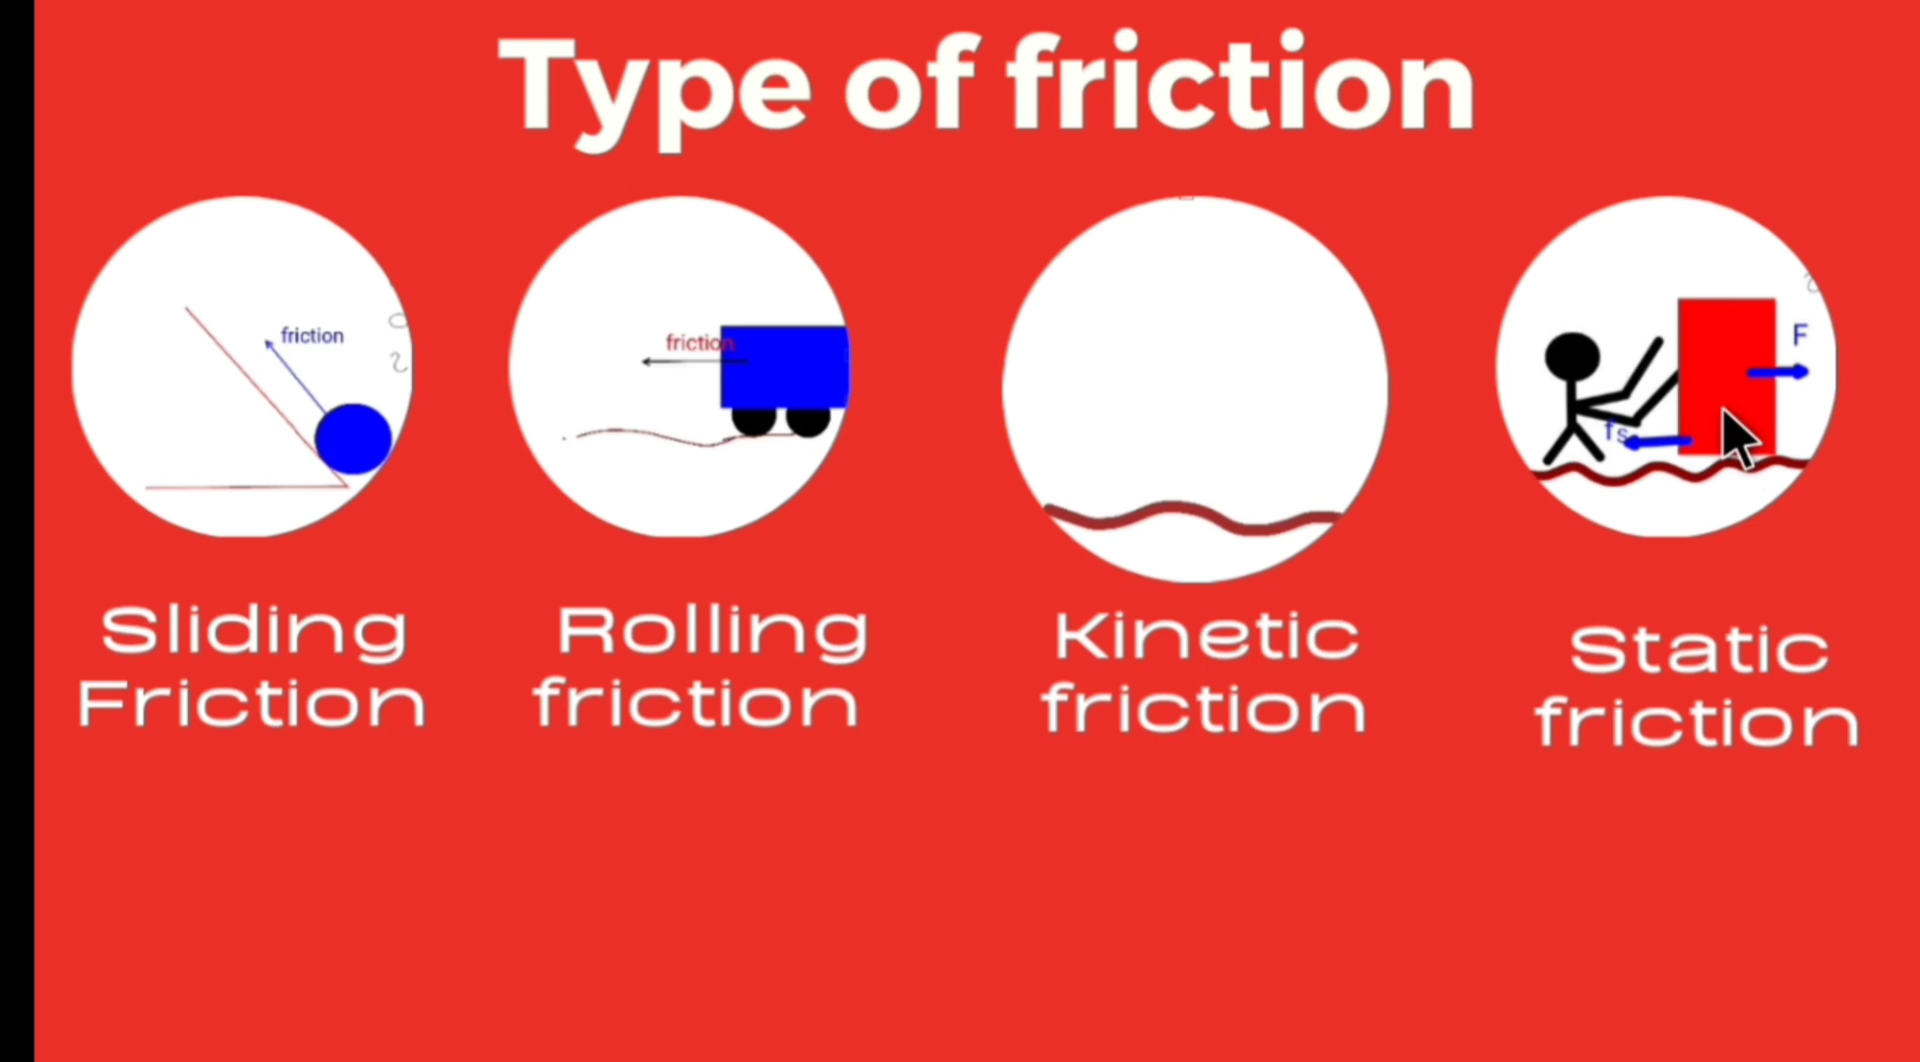 Type of friction
friction
friction
F
fs
Sliding
Friction
Rolling
friction
Kinetic
friction
Static
friction